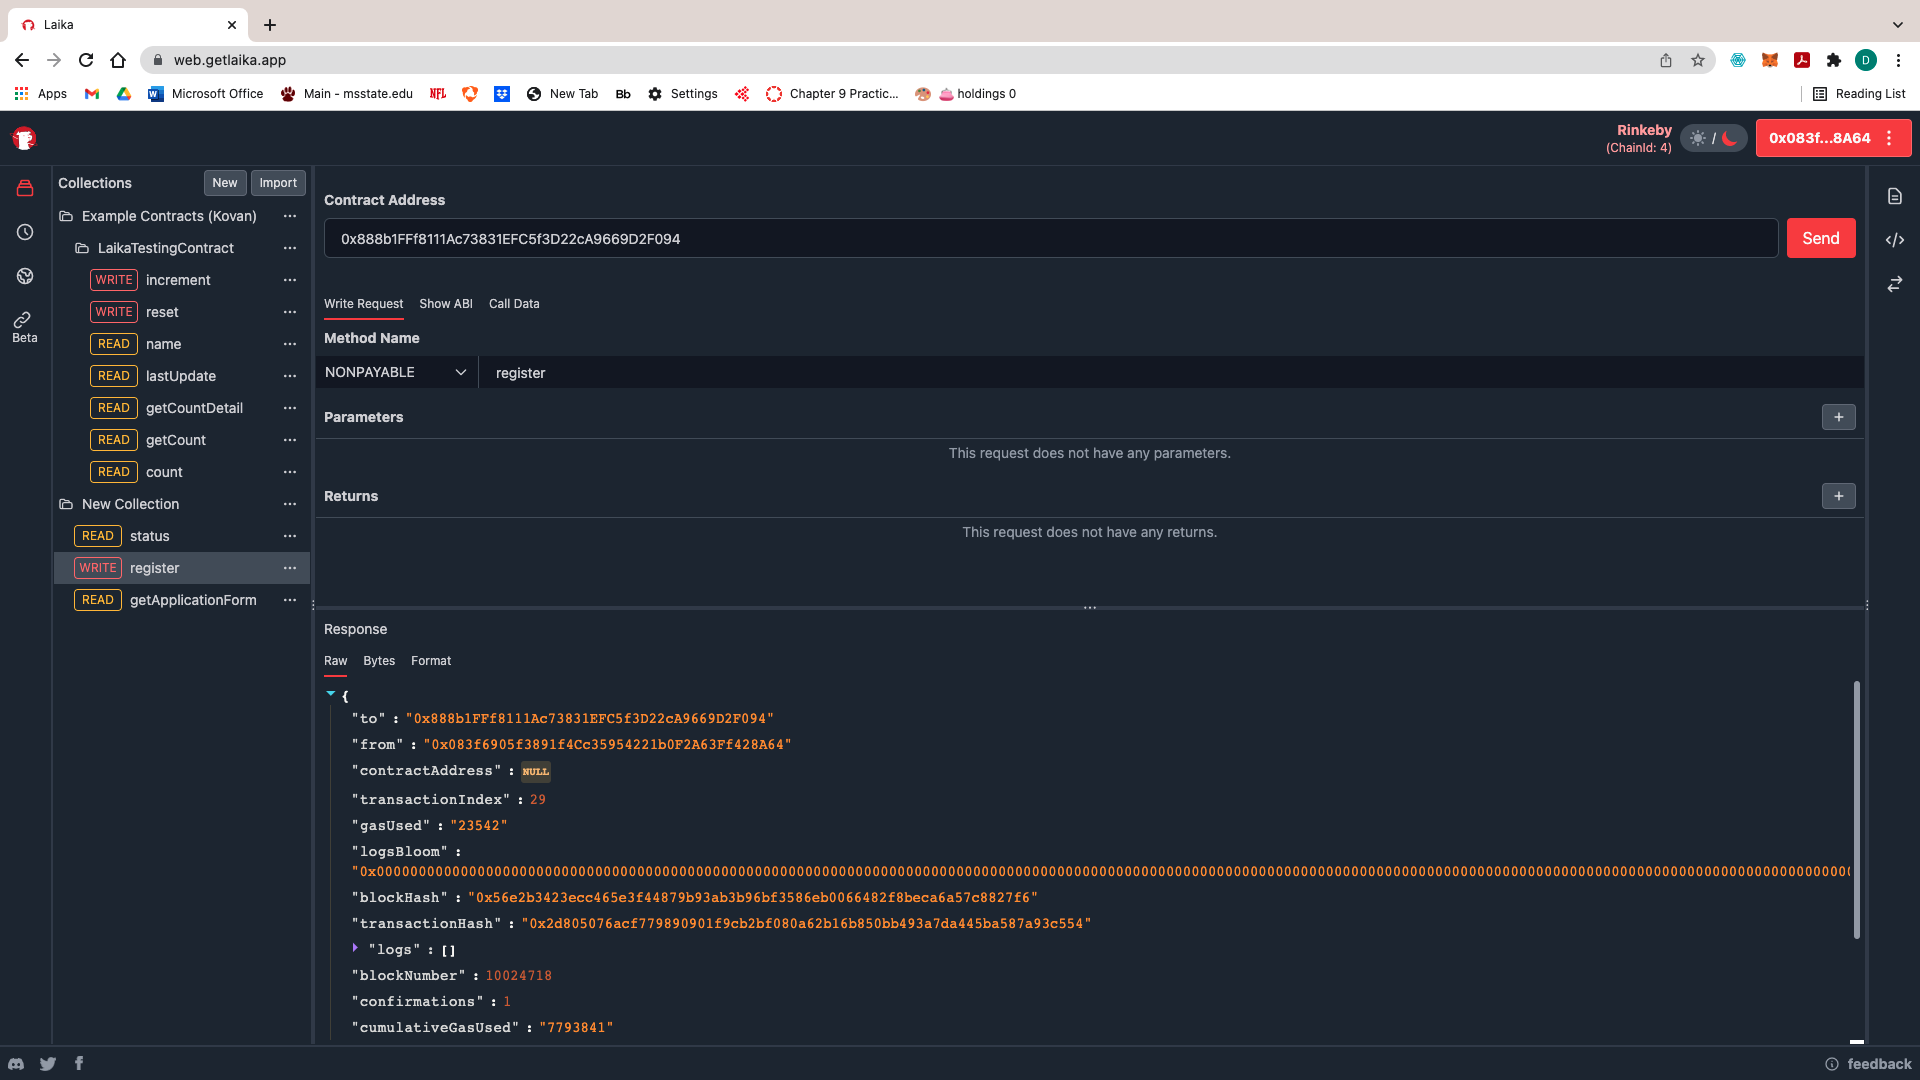 Laika
web.getlaika.app
D
Apps
Microsoft Office
Main - msstate.edu
NFL
New Tab
Bb
Settings
Chapter 9 Practic...
holdings 0
Reading List
Rinkeby
(ChainId: 4)
/
0x083f...8A64
Collections
New
Import
Example Contracts (Kovan)
LaikaTestingContract
WRITE increment
WRITE reset
READ name
READ lastUpdate
READ getCountDetail
READ getCount
READ count
New Collection
READ status
WRITE register
READ getApplicationForm
Beta
Contract Address
0x888b1FFf8111Ac73831EFC5f3D22cA9669D2F094
Send
Write Request
Show ABI
Call Data
Method Name
NONPAYABLE
register
Parameters
+
This request does not have any parameters.
Returns
+
This request does not have any returns.
Response
Raw
Bytes
Format
{
"to" : "0x888b1FFf8111Ac73831EFC5f3D22cA9669D2F094"
"from" : "0x083f6905f3891f4Cc35954221b0F2A63Ff428A64"
"contractAddress" : NULL
"transactionIndex" : 29
"gasUsed" : "23542"
"logsBloom" :
"blockHash" : "0x56e2b3423ecc465e3f44879b93ab3b96bf3586eb0066482f8beca6a57c8827f6"
"transactionHash" : "0x2d805076acf779890901f9cb2bf080a62b16b850bb493a7da445ba587a93c554"
"logs" : []
"blockNumber" : 10024718
"confirmations" : 1
"cumulativeGasUsed" : "7793841"
feedback